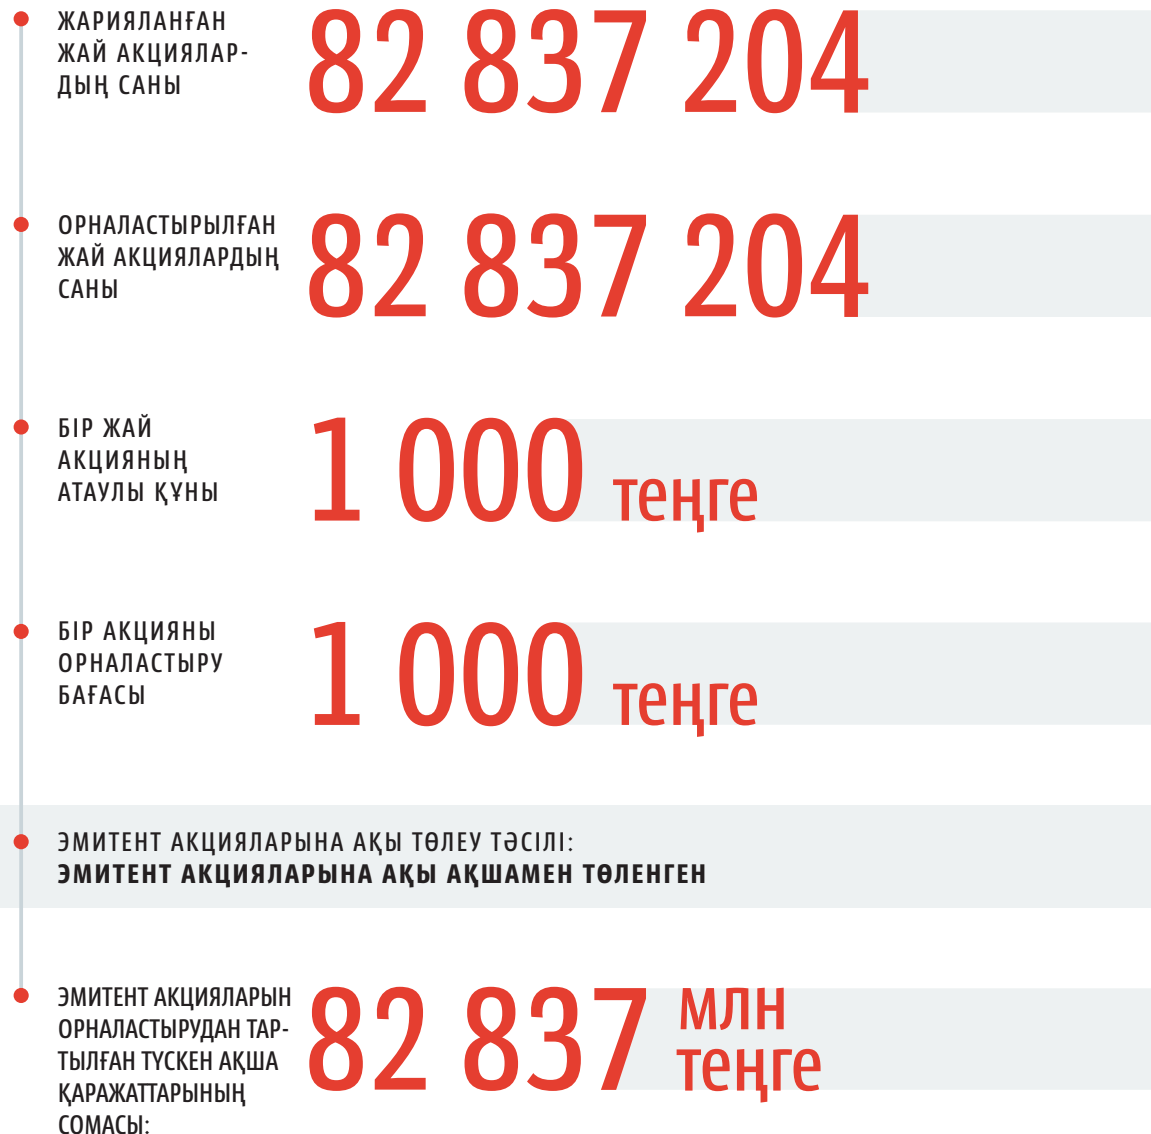 ЖАРИЯЛАНҒАН
ЖАЙ АКЦИЯЛАР-
ДЫҢ САНЫ
82 837 204
ОРНАЛАСТЫРЫЛҒАН
ЖАЙ АКЦИЯЛАРДЫҢ
САНЫ
82 837 204
БІР ЖАЙ
АКЦИЯНЫҢ
АТАУЛЫ ҚҰНЫ
1 000 теңге
БІР АКЦИЯНЫ
ОРНАЛАСТЫРУ
БАҒАСЫ
1 000 теңге
ЭМИТЕНТ АКЦИЯЛАРЫНА АҚЫ ТӨЛЕУ ТӘСІЛІ:
ЭМИТЕНТ АКЦИЯЛАРЫНА АҚЫ АҚШАМЕН ТӨЛЕНГЕН
ЭМИТЕНТ АКЦИЯЛАРЫН
ОРНАЛАСТЫРУДАН ТАР-
ТЫЛҒАН ТҮСКЕН АҚША
ҚАРАЖАТТАРЫНЫҢ
СОМАСЫ:
82 837 МЛН
теңге